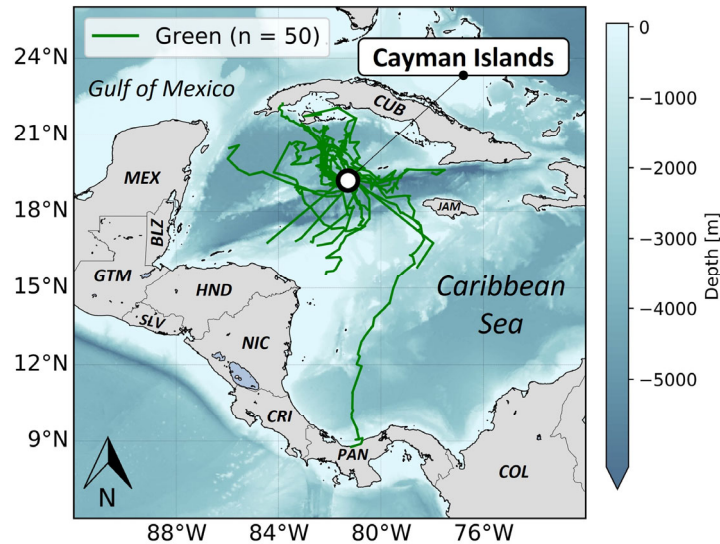 24°N
21°N
18°N
15°N
12°N
9°N
Green (n = 50)
Cayman Islands
Gulf of Mexico
CUB
MEX
BLZ
JAM
GTM
HND
SLV
NIC
CRI
PAN
COL
Caribbean
Sea
N
88°W 84°W 80°W 76°W
0
−1000
−2000
−3000
−4000
−5000
Depth [m]